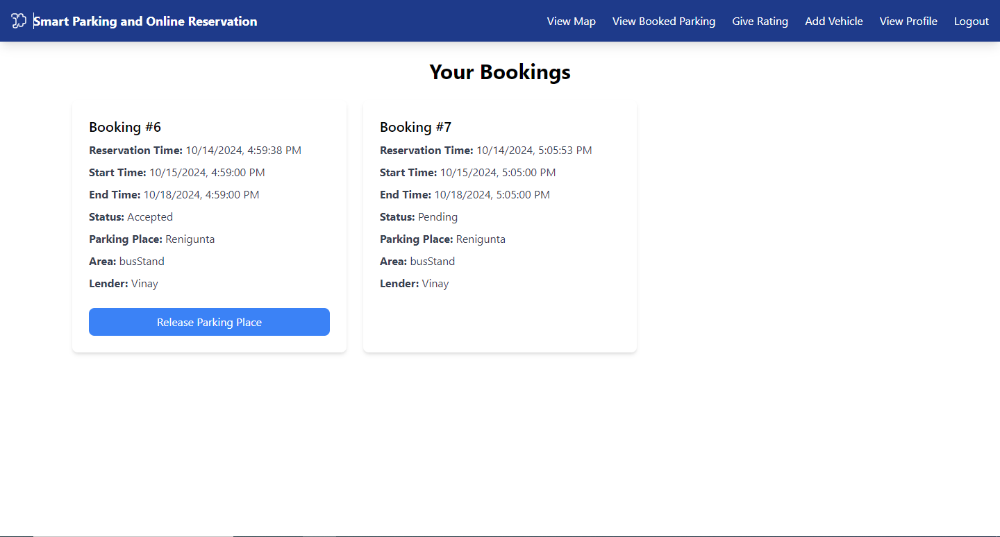 Smart Parking and Online Reservation
View Map View Booked Parking Give Rating Add Vehicle View Profile Logout
Your Bookings
Booking #6
Reservation Time: 10/14/2024, 4:59:38 PM
Start Time: 10/15/2024, 4:59:00 PM
End Time: 10/18/2024, 4:59:00 PM
Status: Accepted
Parking Place: Renigunta
Area: busStand
Lender: Vinay
Release Parking Place
Booking #7
Reservation Time: 10/14/2024, 5:05:53 PM
Start Time: 10/15/2024, 5:05:00 PM
End Time: 10/18/2024, 5:05:00 PM
Status: Pending
Parking Place: Renigunta
Area: busStand
Lender: Vinay